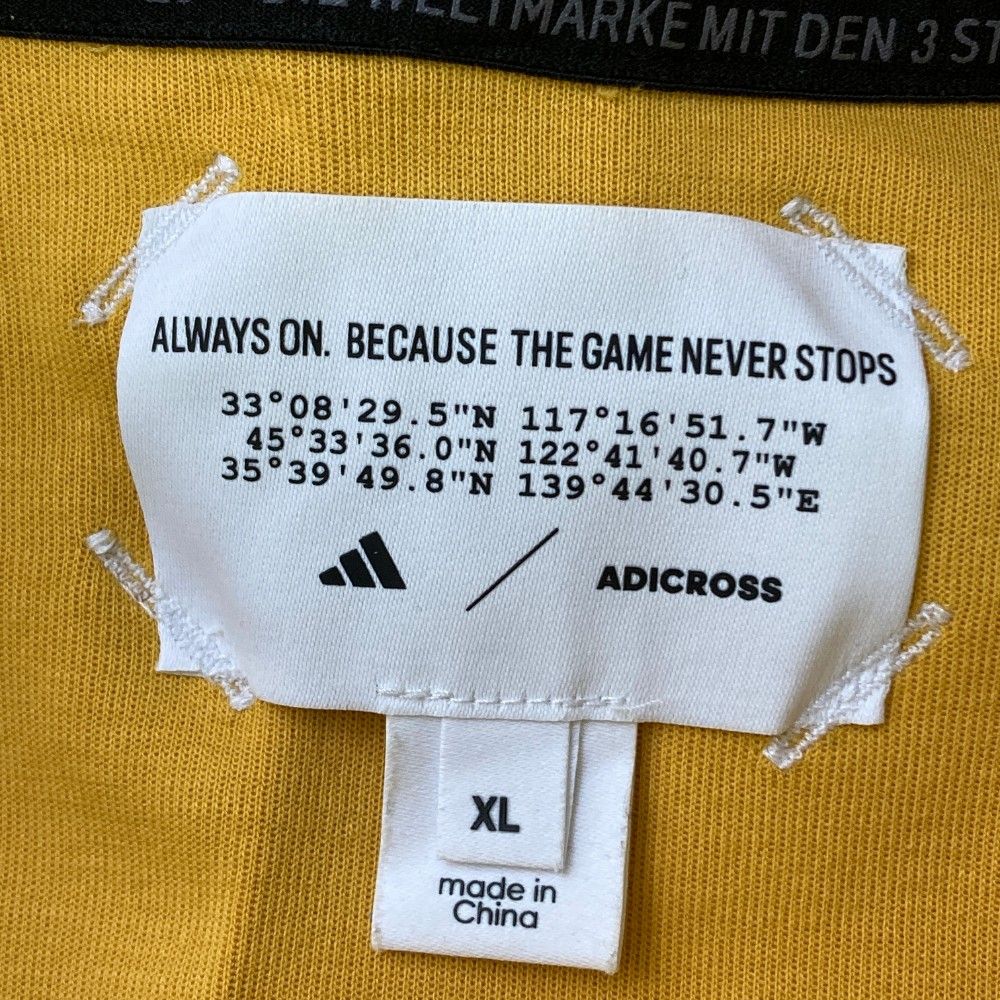 WELTMARKE MIT DEN 3
ALWAYS ON. BECAUSE THE GAME NEVER STOPS
33°08'29.5"N 117°16'51.7"W
45°33'36.0"N 122°41'40.7"W
35°39'49.8"N 139°44'30.5"E
ADICROSS
XL
made in
China